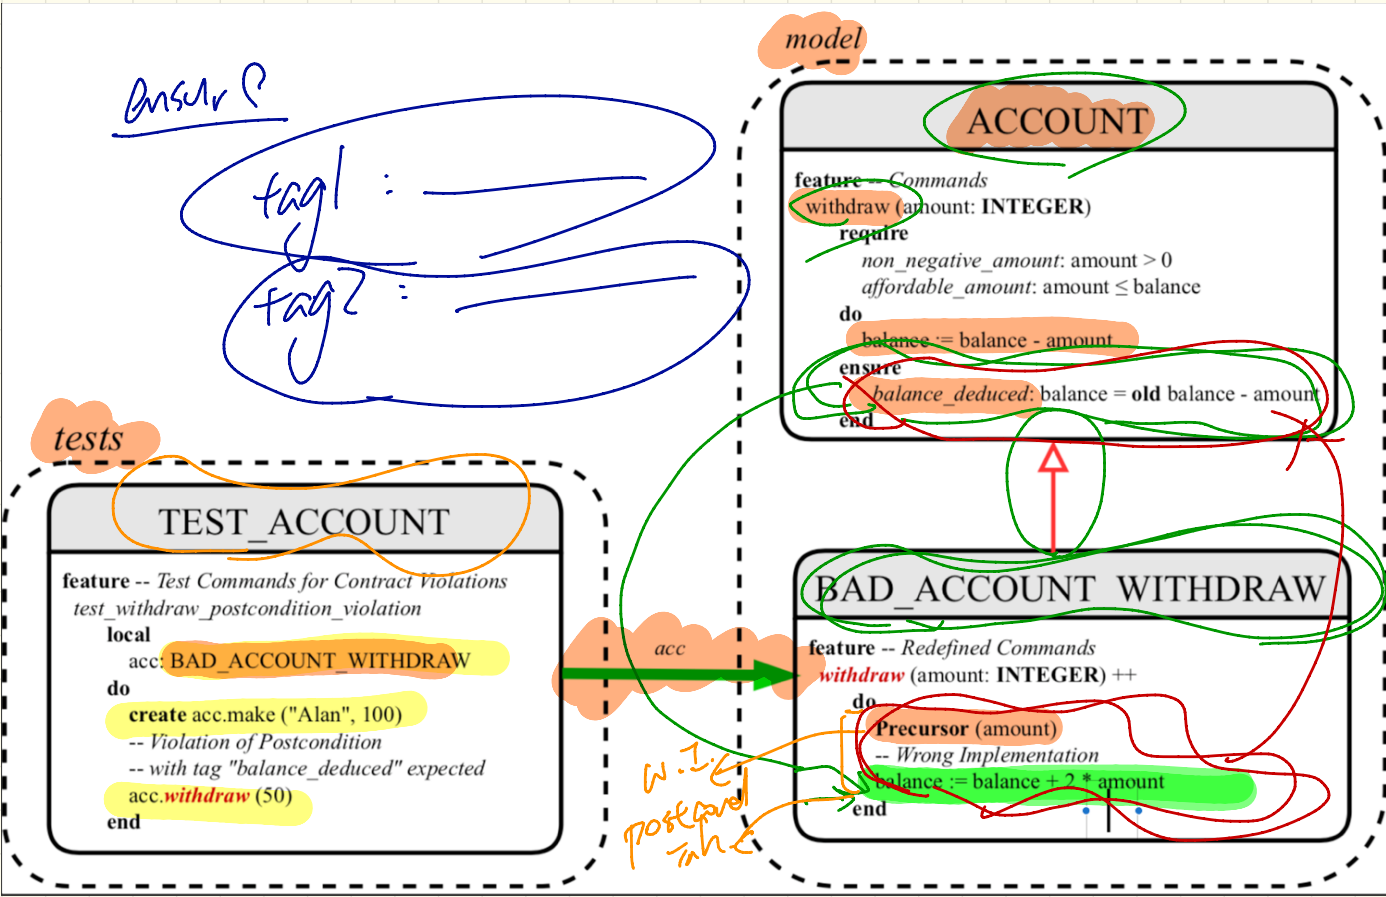 ensure
tag1 :
tag2 :
tests
TEST_ACCOUNT
feature -- Test Commands for Contract Violations
test_withdraw_postcondition_violation
local
acc: BAD_ACCOUNT_WITHDRAW
do
create acc.make ("Alan", 100)
-- Violation of Postcondition
-- with tag "balance_deduced" expected
acc.withdraw (50)
end
acc
model
ACCOUNT
feature -- Commands
withdraw (amount: INTEGER)
require
non_negative_amount: amount > 0
affordable_amount: amount ≤ balance
do
balance := balance - amount
ensure
balance_deduced: balance = old balance - amount
end
BAD_ACCOUNT_WITHDRAW
feature -- Redefined Commands
withdraw (amount: INTEGER) ++
do
Precursor (amount)
-- Wrong Implementation
balance := balance + 2 * amount
end
W.I.
postcond